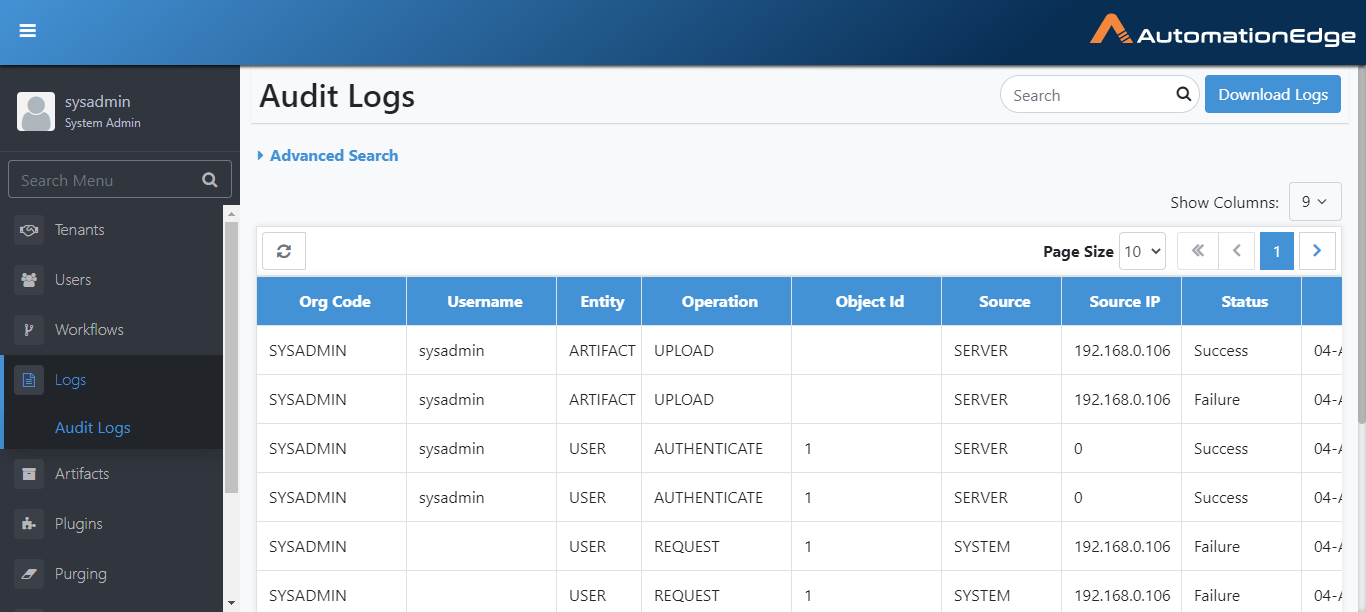 AutomationEdge
sysadmin
System Admin
Search Menu
Tenants
Users
Workflows
Logs
Audit Logs
Artifacts
Plugins
Purging
Audit Logs
Search
Download Logs
Advanced Search
Show Columns: 9
Page Size 10 1
Org Code Username Entity Operation Object Id Source Source IP Status
SYSADMIN sysadmin ARTIFACT UPLOAD SERVER 192.168.0.106 Success 04-A
SYSADMIN sysadmin ARTIFACT UPLOAD SERVER 192.168.0.106 Failure 04-A
SYSADMIN sysadmin USER AUTHENTICATE 1 SERVER 0 Success 04-A
SYSADMIN sysadmin USER AUTHENTICATE 1 SERVER 0 Success 04-A
SYSADMIN USER REQUEST 1 SYSTEM 192.168.0.106 Failure 04-A
SYSADMIN USER REQUEST 1 SYSTEM 192.168.0.106 Failure 04-A